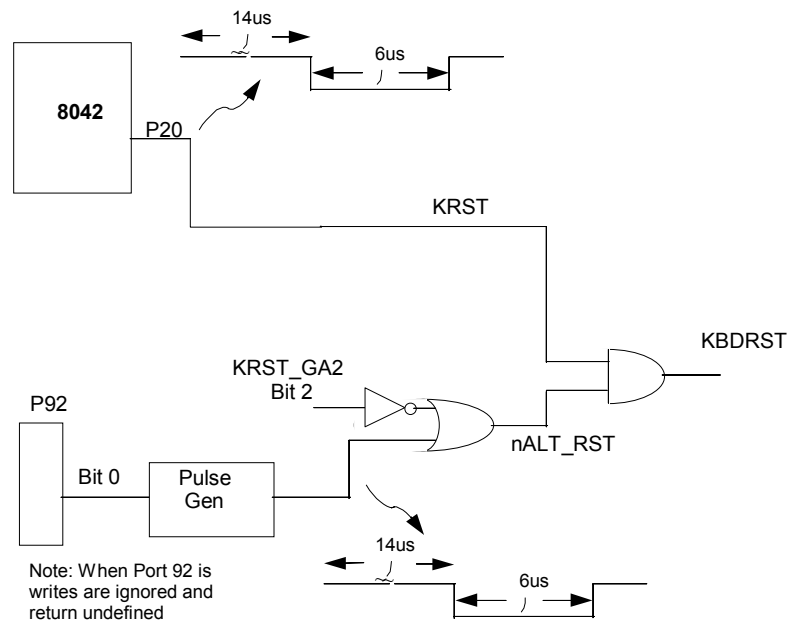 14us
6us
8042
P20
KRST
KBDRST
KRST_GA2
Bit 2
P92
nALT_RST
Bit 0
Pulse
Gen
14us
6us
Note: When Port 92 is
writes are ignored and
return undefined